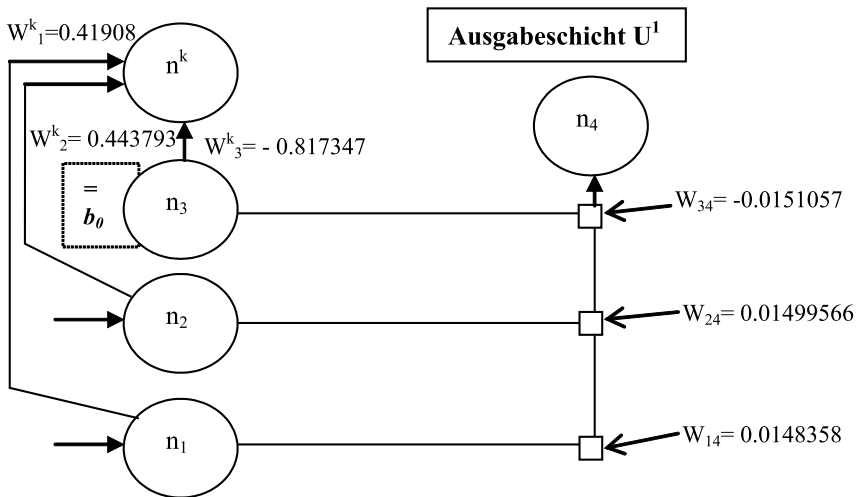 W^k_1=0.41908
n^k
Ausgabeschicht U^1
n_4
W^k_2= 0.443793
W^k_3= - 0.817347
=
b_0
n_3
W_34= -0.0151057
n_2
W_24= 0.01499566
n_1
W_14= 0.0148358